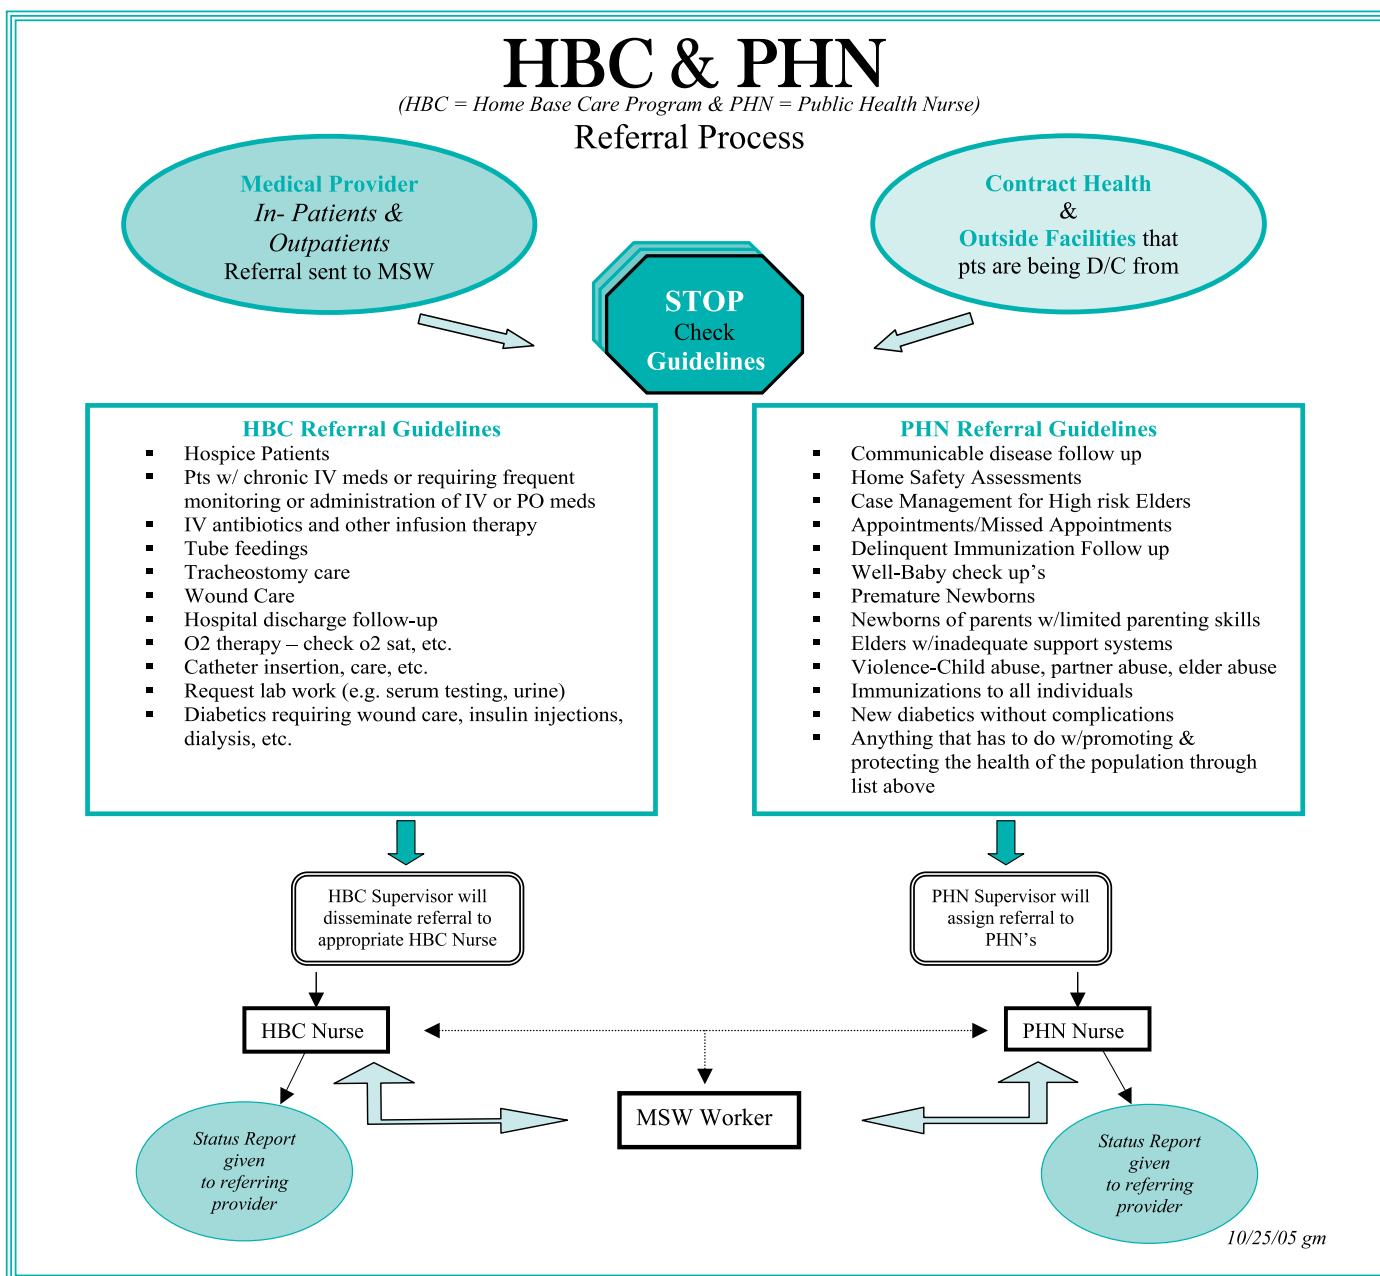 HBC & PHN
(HBC = Home Base Care Program & PHN = Public Health Nurse)
Referral Process
Medical Provider
In- Patients &
Outpatients
Referral sent to MSW
Contract Health
&
Outside Facilities that
pts are being D/C from
STOP
Check
Guidelines
HBC Referral Guidelines
▪ Hospice Patients
▪ Pts w/ chronic IV meds or requiring frequent
monitoring or administration of IV or PO meds
▪ IV antibiotics and other infusion therapy
▪ Tube feedings
▪ Tracheostomy care
▪ Wound Care
▪ Hospital discharge follow-up
▪ O2 therapy – check o2 sat, etc.
▪ Catheter insertion, care, etc.
▪ Request lab work (e.g. serum testing, urine)
▪ Diabetics requiring wound care, insulin injections,
dialysis, etc.
PHN Referral Guidelines
▪ Communicable disease follow up
▪ Home Safety Assessments
▪ Case Management for High risk Elders
▪ Appointments/Missed Appointments
▪ Delinquent Immunization Follow up
▪ Well-Baby check up’s
▪ Premature Newborns
▪ Newborns of parents w/limited parenting skills
▪ Elders w/inadequate support systems
▪ Violence-Child abuse, partner abuse, elder abuse
▪ Immunizations to all individuals
▪ New diabetics without complications
▪ Anything that has to do w/promoting &
protecting the health of the population through
list above
HBC Supervisor will
disseminate referral to
appropriate HBC Nurse
PHN Supervisor will
assign referral to
PHN’s
HBC Nurse
PHN Nurse
MSW Worker
Status Report
given
to referring
provider
Status Report
given
to referring
provider
10/25/05 gm